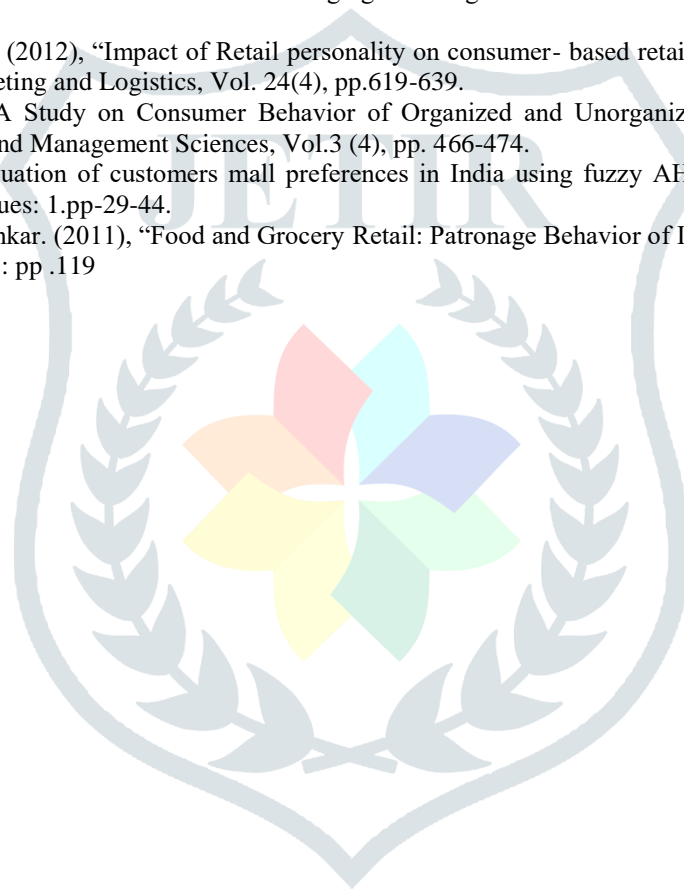 (2012), “Impact of Retail personality on consumer- based retai
eting and Logistics, Vol. 24(4), pp.619-639.
A Study on Consumer Behavior of Organized and Unorganiz
nd Management Sciences, Vol.3 (4), pp. 466-474.
uation of customers mall preferences in India using fuzzy AH
ues: 1.pp-29-44.
nkar. (2011), “Food and Grocery Retail: Patronage Behavior of I
: pp .119
JETIR